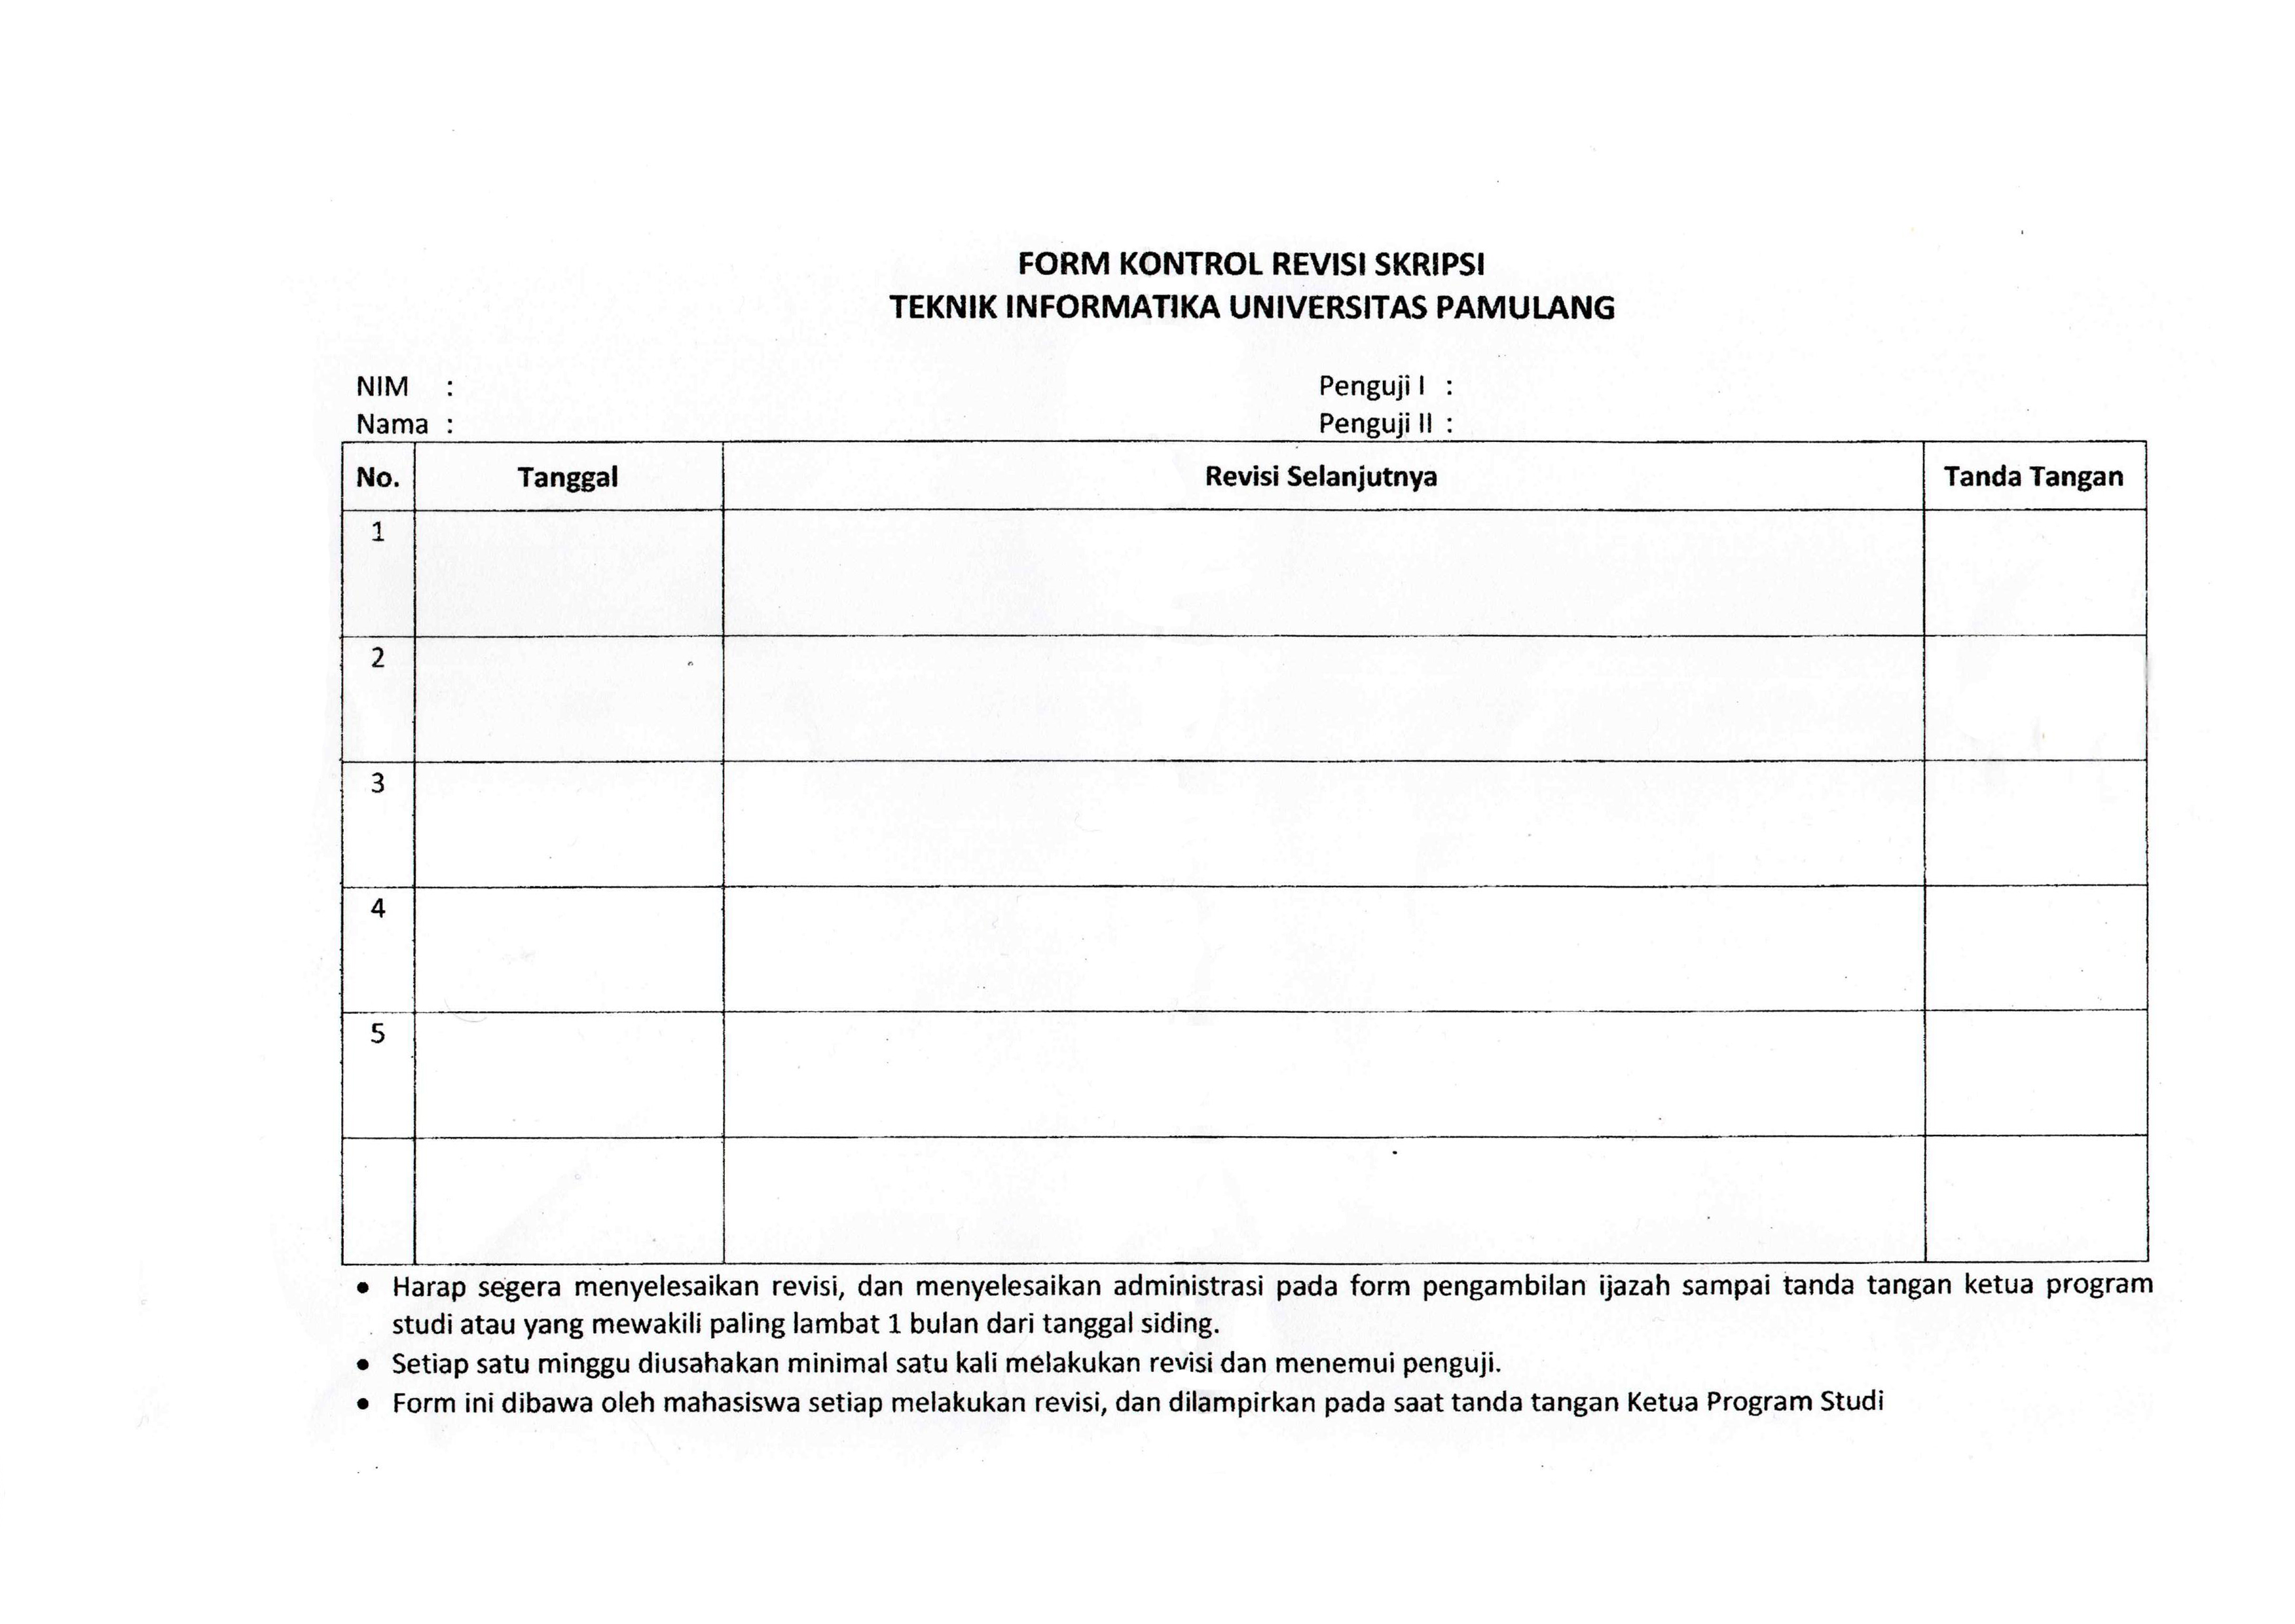 FORM KONTROL REVISI SKRIPSI
TEKNIK INFORMATIKA UNIVERSITAS PAMULANG
NIM : Penguji I :
Nama : Penguji II :
No. Tanggal Revisi Selanjutnya Tanda Tangan
1
2
3
4
5
• Harap segera menyelesaikan revisi, dan menyelesaikan administrasi pada form pengambilan ijazah sampai tanda tangan ketua program
studi atau yang mewakili paling lambat 1 bulan dari tanggal siding.
• Setiap satu minggu diusahakan minimal satu kali melakukan revisi dan menemui penguji.
• Form ini dibawa oleh mahasiswa setiap melakukan revisi, dan dilampirkan pada saat tanda tangan Ketua Program Studi